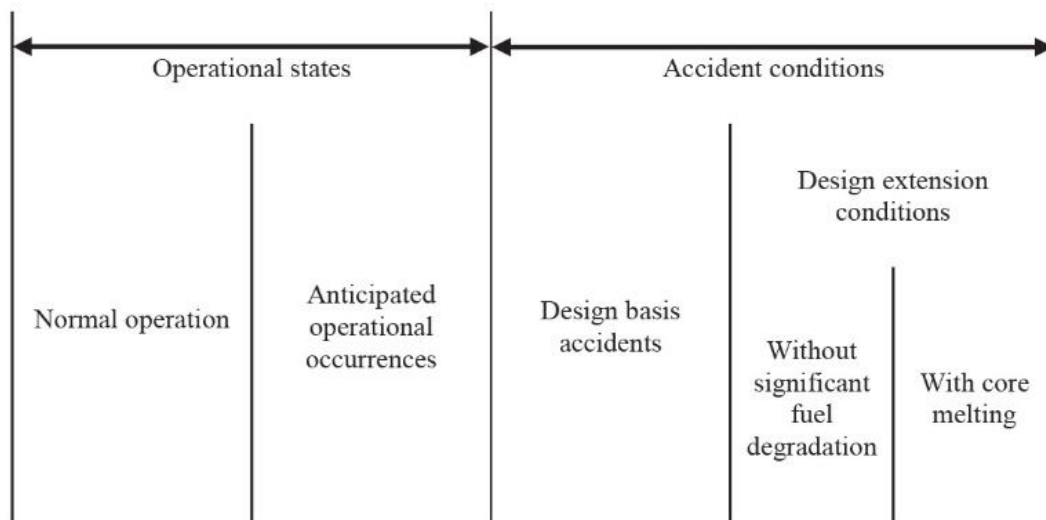 Operational states
Accident conditions
Normal operation
Anticipated
operational
occurrences
Design basis
accidents
Design extension
conditions
Without
significant
fuel
degradation
With core
melting